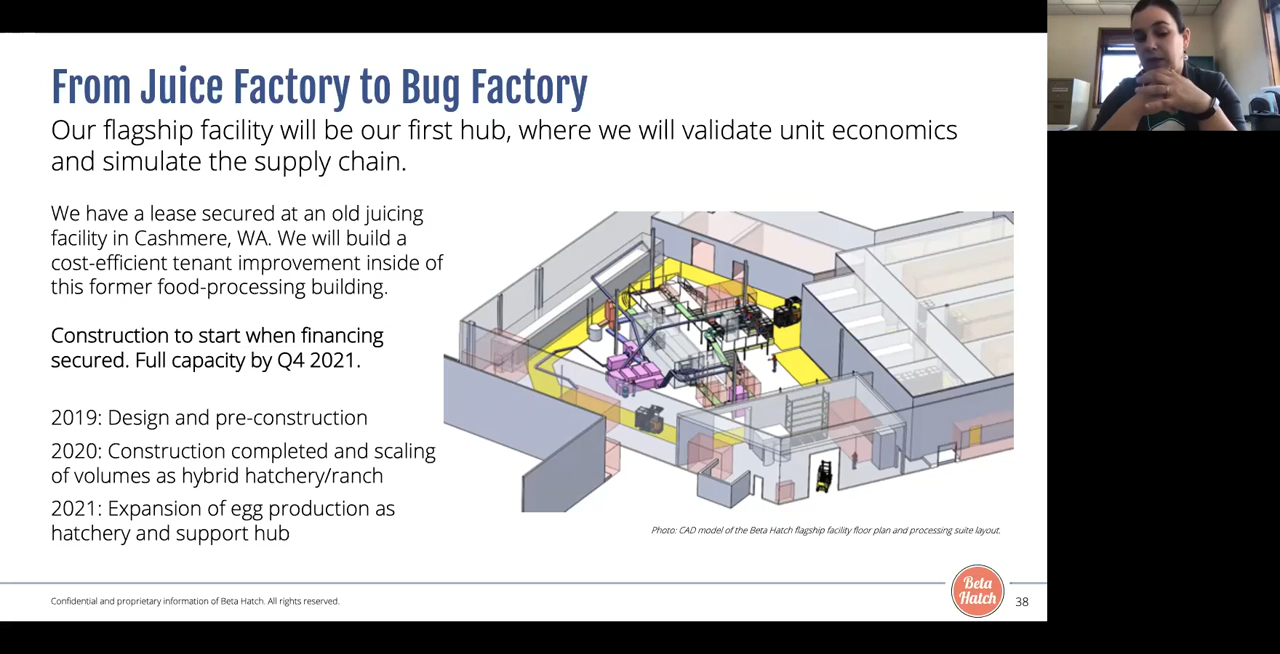 From Juice Factory to Bug Factory
Our flagship facility will be our first hub, where we will validate unit economics
and simulate the supply chain.
We have a lease secured at an old juicing
facility in Cashmere, WA. We will build a
cost-efficient tenant improvement inside of
this former food-processing building.
Construction to start when financing
secured. Full capacity by Q4 2021.
2019: Design and pre-construction
2020: Construction completed and scaling
of volumes as hybrid hatchery/ranch
2021: Expansion of egg production as
hatchery and support hub
Photo: CAD model of the Beta Hatch flagship facility floor plan and processing suite layout.
Confidential and proprietary information of Beta Hatch. All rights reserved.
Beta
Hatch
38